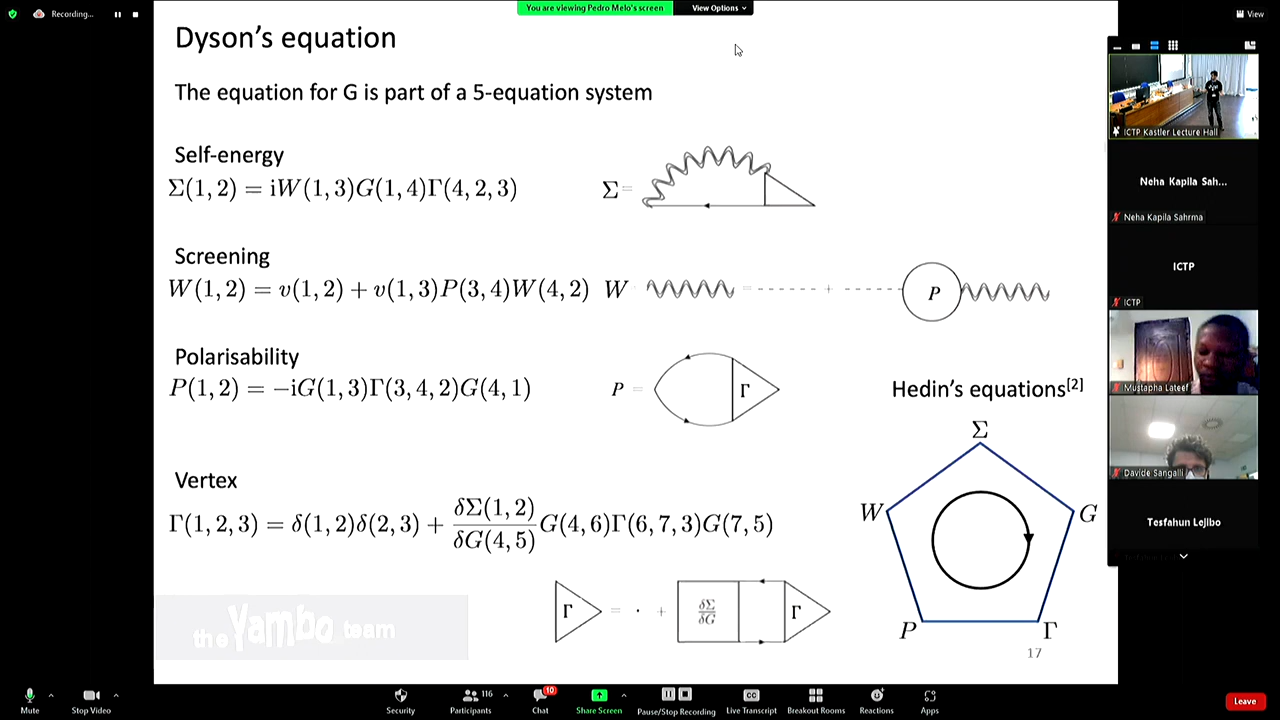 Recording...
You are viewing Pedro Melo's screen
View Options
View
Dyson's equation
The equation for G is part of a 5-equation system
Self-energy
Σ(1, 2) = iW(1, 3)G(1, 4)Γ(4, 2, 3)
Σ =
Screening
W(1, 2) = v(1, 2) + v(1, 3)P(3, 4)W(4, 2)
W = + P
Polarisability
P(1, 2) = −iG(1, 3)Γ(3, 4, 2)G(4, 1)
P = Γ
Vertex
Γ(1, 2, 3) = δ(1, 2)δ(2, 3) + δΣ(1, 2)/δG(4, 5) G(4, 6)Γ(6, 7, 3)G(7, 5)
Γ = · + δΣ/δG Γ
Hedin's equations[2]
Σ
W
G
P
Γ
17
the Yambo team
ICTP Kastler Lecture Hall
Neha Kapila Sah...
Neha Kapila Sahrma
ICTP
ICTP
Mustapha Lateef
Davide Sangalli
Tesfahun Lejibo
Mute
Stop Video
Security
116
Participants
10
Chat
Share Screen
Pause/Stop Recording
CC
Live Transcript
Breakout Rooms
Reactions
Apps
Leave